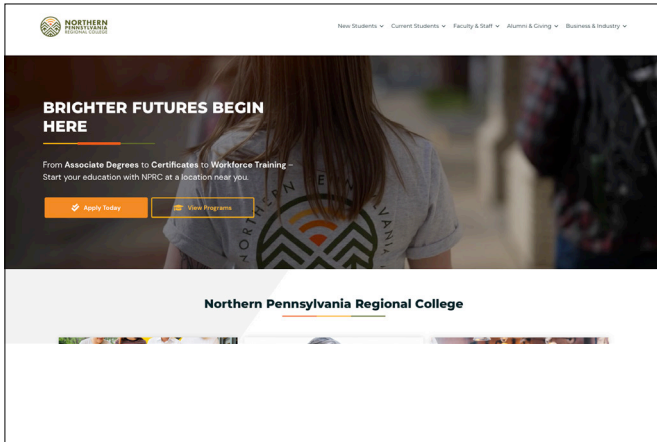 NORTHERN
PENNSYLVANIA
REGIONAL COLLEGE
New Students Current Students Faculty & Staff Alumni & Giving Business & Industry
BRIGHTER FUTURES BEGIN
HERE
From Associate Degrees to Certificates to Workforce Training –
Start your education with NPRC at a location near you.
Apply Today View Programs
NORTHERN PENNSYLVANIA
Northern Pennsylvania Regional College